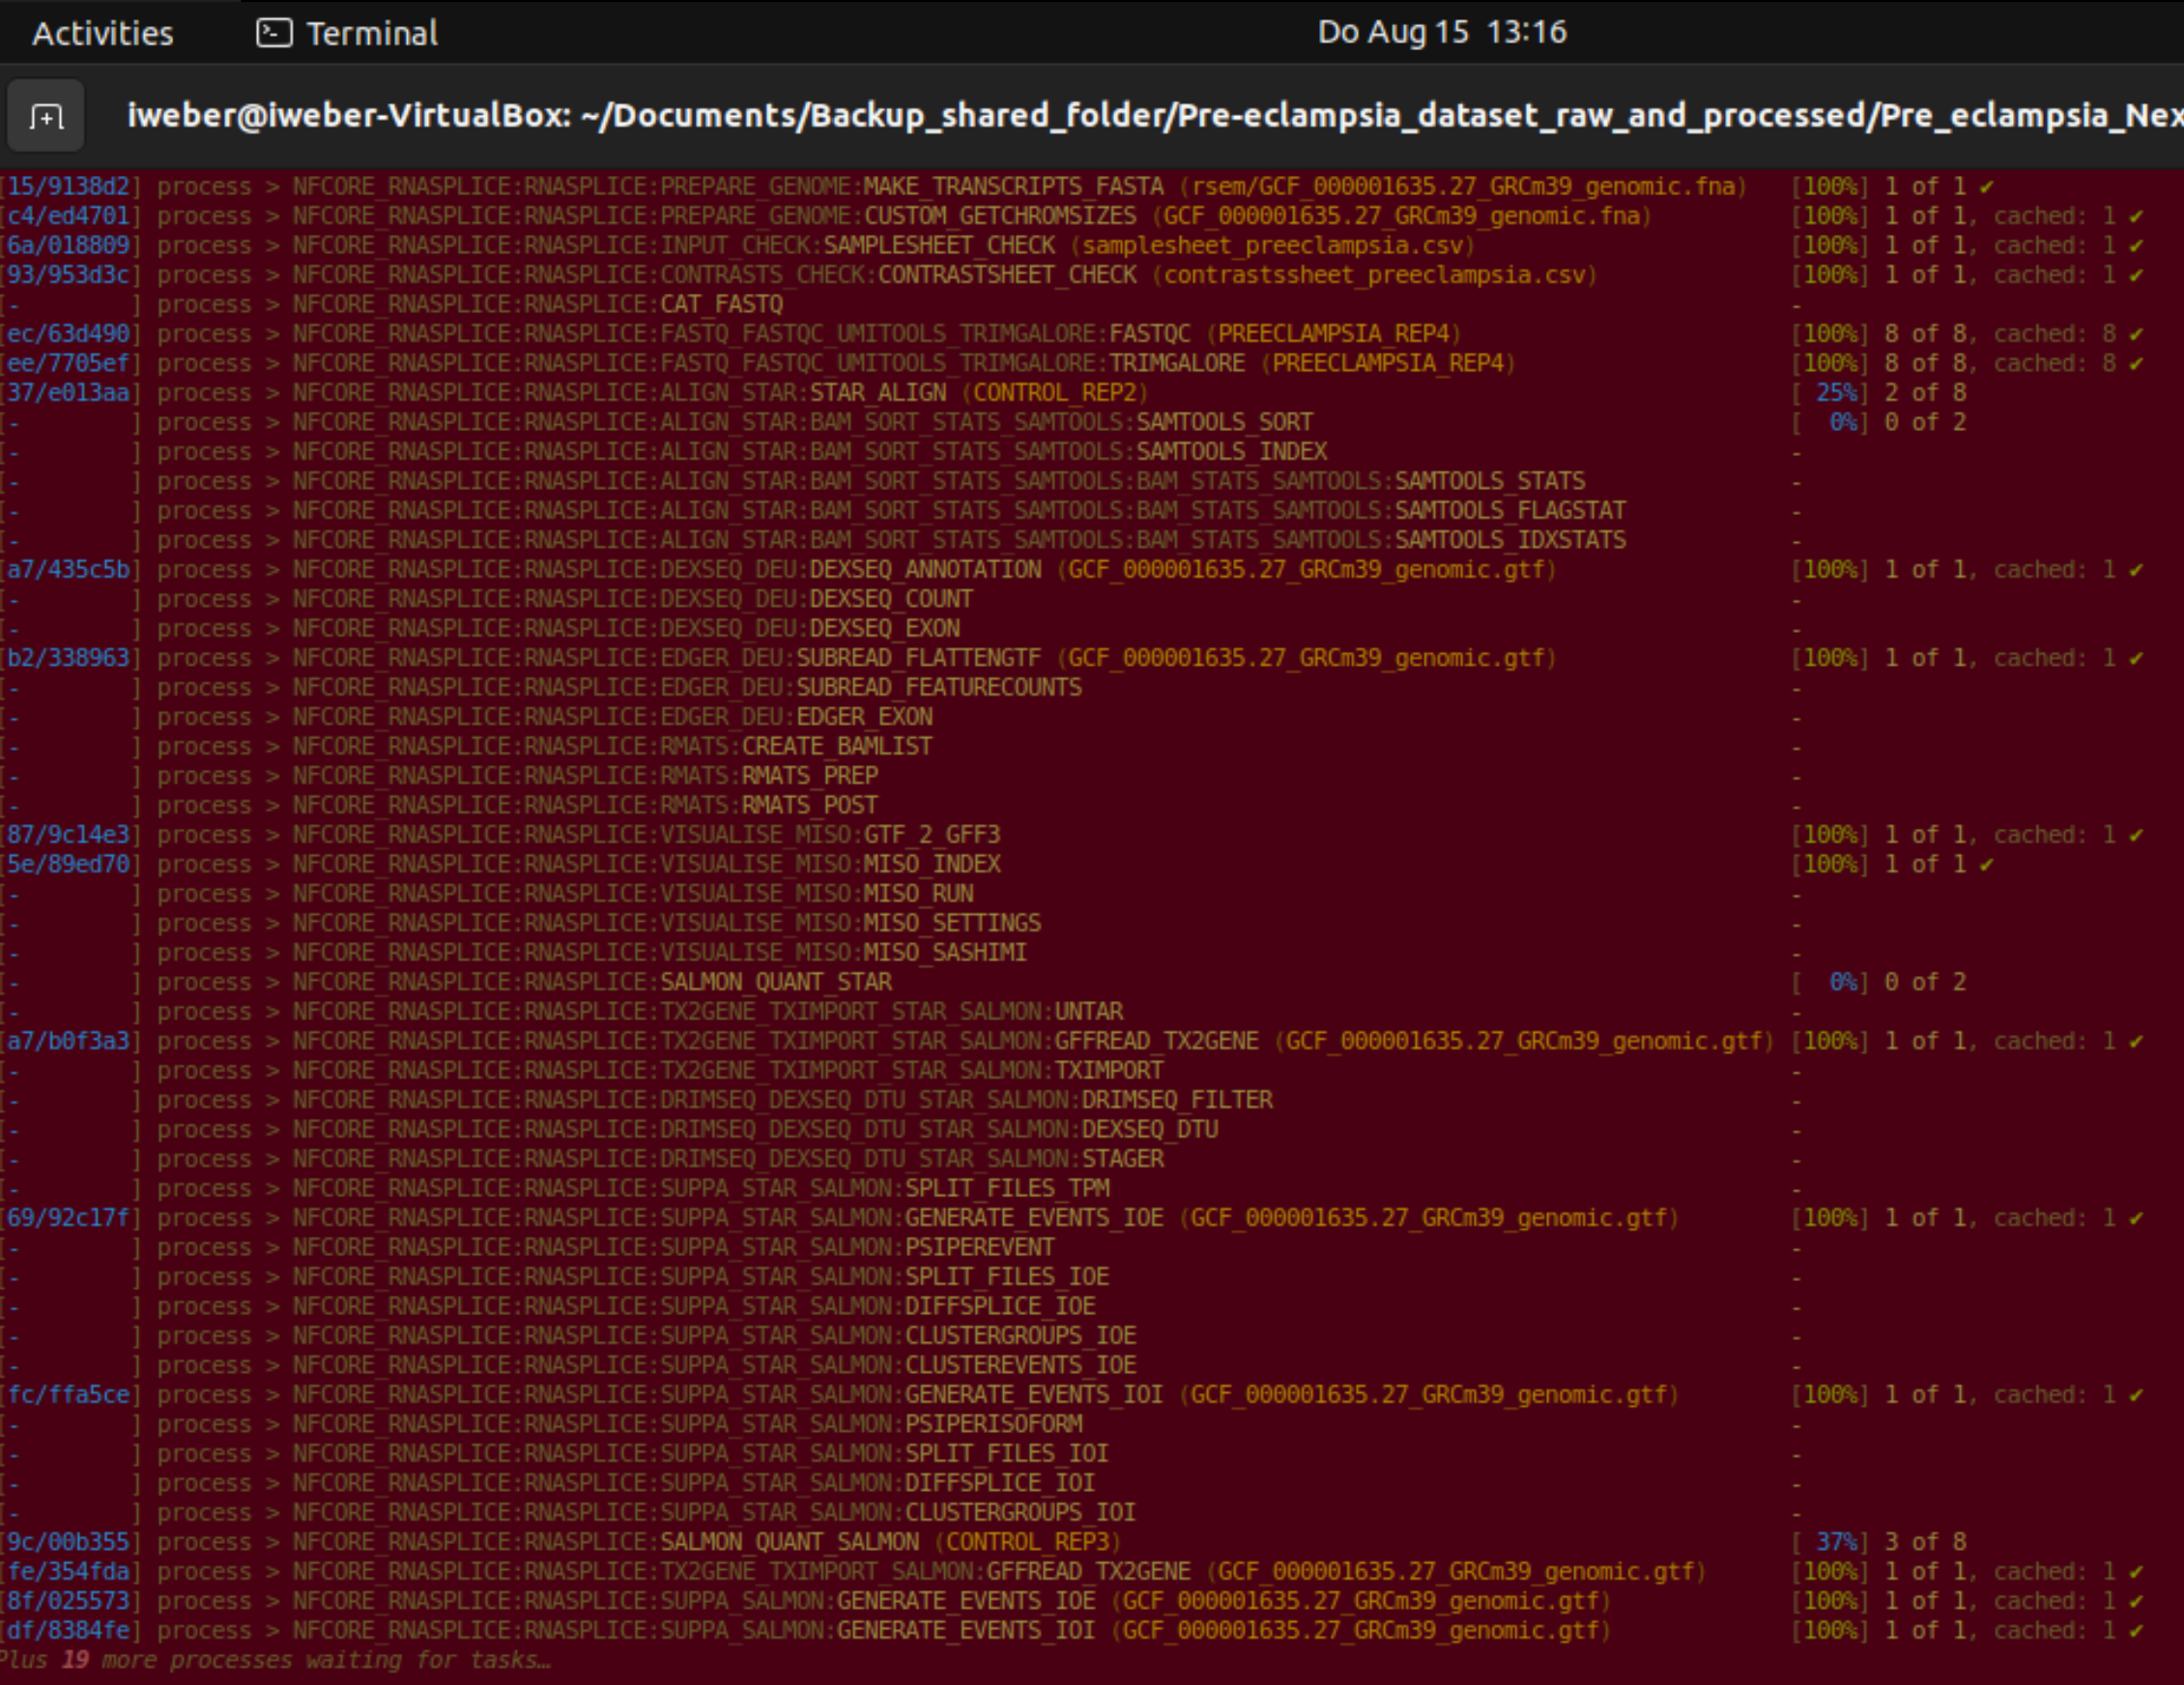 Activities Terminal Do Aug 15 13:16
iweber@iweber-VirtualBox: ~/Documents/Backup_shared_folder/Pre-eclampsia_dataset_raw_and_processed/Pre_eclampsia_Nex
[15/9138d2] process > NFCORE_RNASPLICE:RNASPLICE:PREPARE_GENOME:MAKE_TRANSCRIPTS_FASTA (rsem/GCF_000001635.27_GRCm39_genomic.fna) [100%] 1 of 1 ✔
[c4/ed4701] process > NFCORE_RNASPLICE:RNASPLICE:PREPARE_GENOME:CUSTOM_GETCHROMSIZES (GCF_000001635.27_GRCm39_genomic.fna) [100%] 1 of 1, cached: 1 ✔
[6a/018809] process > NFCORE_RNASPLICE:RNASPLICE:INPUT_CHECK:SAMPLESHEET_CHECK (samplesheet_preeclampsia.csv) [100%] 1 of 1, cached: 1 ✔
[93/953d3c] process > NFCORE_RNASPLICE:RNASPLICE:CONTRASTS_CHECK:CONTRASTSHEET_CHECK (contrastssheet_preeclampsia.csv) [100%] 1 of 1, cached: 1 ✔
[- ] process > NFCORE_RNASPLICE:RNASPLICE:CAT_FASTQ -
[ec/63d490] process > NFCORE_RNASPLICE:RNASPLICE:FASTQ_FASTQC_UMITOOLS_TRIMGALORE:FASTQC (PREECLAMPSIA_REP4) [100%] 8 of 8, cached: 8 ✔
[ee/7705ef] process > NFCORE_RNASPLICE:RNASPLICE:FASTQ_FASTQC_UMITOOLS_TRIMGALORE:TRIMGALORE (PREECLAMPSIA_REP4) [100%] 8 of 8, cached: 8 ✔
[37/e013aa] process > NFCORE_RNASPLICE:RNASPLICE:ALIGN_STAR:STAR_ALIGN (CONTROL_REP2) [ 25%] 2 of 8
[- ] process > NFCORE_RNASPLICE:RNASPLICE:ALIGN_STAR:BAM_SORT_STATS_SAMTOOLS:SAMTOOLS_SORT [ 0%] 0 of 2
[- ] process > NFCORE_RNASPLICE:RNASPLICE:ALIGN_STAR:BAM_SORT_STATS_SAMTOOLS:SAMTOOLS_INDEX -
[- ] process > NFCORE_RNASPLICE:RNASPLICE:ALIGN_STAR:BAM_SORT_STATS_SAMTOOLS:BAM_STATS_SAMTOOLS:SAMTOOLS_STATS -
[- ] process > NFCORE_RNASPLICE:RNASPLICE:ALIGN_STAR:BAM_SORT_STATS_SAMTOOLS:BAM_STATS_SAMTOOLS:SAMTOOLS_FLAGSTAT -
[- ] process > NFCORE_RNASPLICE:RNASPLICE:ALIGN_STAR:BAM_SORT_STATS_SAMTOOLS:BAM_STATS_SAMTOOLS:SAMTOOLS_IDXSTATS -
[a7/435c5b] process > NFCORE_RNASPLICE:RNASPLICE:DEXSEQ_DEU:DEXSEQ_ANNOTATION (GCF_000001635.27_GRCm39_genomic.gtf) [100%] 1 of 1, cached: 1 ✔
[- ] process > NFCORE_RNASPLICE:RNASPLICE:DEXSEQ_DEU:DEXSEQ_COUNT -
[- ] process > NFCORE_RNASPLICE:RNASPLICE:DEXSEQ_DEU:DEXSEQ_EXON -
[b2/338963] process > NFCORE_RNASPLICE:RNASPLICE:EDGER_DEU:SUBREAD_FLATTENGTF (GCF_000001635.27_GRCm39_genomic.gtf) [100%] 1 of 1, cached: 1 ✔
[- ] process > NFCORE_RNASPLICE:RNASPLICE:EDGER_DEU:SUBREAD_FEATURECOUNTS -
[- ] process > NFCORE_RNASPLICE:RNASPLICE:EDGER_DEU:EDGER_EXON -
[- ] process > NFCORE_RNASPLICE:RNASPLICE:RMATS:CREATE_BAMLIST -
[- ] process > NFCORE_RNASPLICE:RNASPLICE:RMATS:RMATS_PREP -
[- ] process > NFCORE_RNASPLICE:RNASPLICE:RMATS:RMATS_POST -
[87/9c14e3] process > NFCORE_RNASPLICE:RNASPLICE:VISUALISE_MISO:GTF_2_GFF3 [100%] 1 of 1, cached: 1 ✔
[5e/89ed70] process > NFCORE_RNASPLICE:RNASPLICE:VISUALISE_MISO:MISO_INDEX [100%] 1 of 1 ✔
[- ] process > NFCORE_RNASPLICE:RNASPLICE:VISUALISE_MISO:MISO_RUN -
[- ] process > NFCORE_RNASPLICE:RNASPLICE:VISUALISE_MISO:MISO_SETTINGS -
[- ] process > NFCORE_RNASPLICE:RNASPLICE:VISUALISE_MISO:MISO_SASHIMI -
[- ] process > NFCORE_RNASPLICE:RNASPLICE:SALMON_QUANT_STAR [ 0%] 0 of 2
[- ] process > NFCORE_RNASPLICE:RNASPLICE:TX2GENE_TXIMPORT_STAR_SALMON:UNTAR -
[a7/b0f3a3] process > NFCORE_RNASPLICE:RNASPLICE:TX2GENE_TXIMPORT_STAR_SALMON:GFFREAD_TX2GENE (GCF_000001635.27_GRCm39_genomic.gtf) [100%] 1 of 1, cached: 1 ✔
[- ] process > NFCORE_RNASPLICE:RNASPLICE:TX2GENE_TXIMPORT_STAR_SALMON:TXIMPORT -
[- ] process > NFCORE_RNASPLICE:RNASPLICE:DRIMSEQ_DEXSEQ_DTU_STAR_SALMON:DRIMSEQ_FILTER -
[- ] process > NFCORE_RNASPLICE:RNASPLICE:DRIMSEQ_DEXSEQ_DTU_STAR_SALMON:DEXSEQ_DTU -
[- ] process > NFCORE_RNASPLICE:RNASPLICE:DRIMSEQ_DEXSEQ_DTU_STAR_SALMON:STAGER -
[- ] process > NFCORE_RNASPLICE:RNASPLICE:SUPPA_STAR_SALMON:SPLIT_FILES_TPM -
[69/92c17f] process > NFCORE_RNASPLICE:RNASPLICE:SUPPA_STAR_SALMON:GENERATE_EVENTS_IOE (GCF_000001635.27_GRCm39_genomic.gtf) [100%] 1 of 1, cached: 1 ✔
[- ] process > NFCORE_RNASPLICE:RNASPLICE:SUPPA_STAR_SALMON:PSIPEREVENT -
[- ] process > NFCORE_RNASPLICE:RNASPLICE:SUPPA_STAR_SALMON:SPLIT_FILES_IOE -
[- ] process > NFCORE_RNASPLICE:RNASPLICE:SUPPA_STAR_SALMON:DIFFSPLICE_IOE -
[- ] process > NFCORE_RNASPLICE:RNASPLICE:SUPPA_STAR_SALMON:CLUSTERGROUPS_IOE -
[- ] process > NFCORE_RNASPLICE:RNASPLICE:SUPPA_STAR_SALMON:CLUSTEREVENTS_IOE -
[fc/ffa5ce] process > NFCORE_RNASPLICE:RNASPLICE:SUPPA_STAR_SALMON:GENERATE_EVENTS_IOI (GCF_000001635.27_GRCm39_genomic.gtf) [100%] 1 of 1, cached: 1 ✔
[- ] process > NFCORE_RNASPLICE:RNASPLICE:SUPPA_STAR_SALMON:PSIPERISOFORM -
[- ] process > NFCORE_RNASPLICE:RNASPLICE:SUPPA_STAR_SALMON:SPLIT_FILES_IOI -
[- ] process > NFCORE_RNASPLICE:RNASPLICE:SUPPA_STAR_SALMON:DIFFSPLICE_IOI -
[- ] process > NFCORE_RNASPLICE:RNASPLICE:SUPPA_STAR_SALMON:CLUSTERGROUPS_IOI -
[9c/00b355] process > NFCORE_RNASPLICE:RNASPLICE:SALMON_QUANT_SALMON (CONTROL_REP3) [ 37%] 3 of 8
[fe/354fda] process > NFCORE_RNASPLICE:RNASPLICE:TX2GENE_TXIMPORT_SALMON:GFFREAD_TX2GENE (GCF_000001635.27_GRCm39_genomic.gtf) [100%] 1 of 1, cached: 1 ✔
[8f/025573] process > NFCORE_RNASPLICE:RNASPLICE:SUPPA_SALMON:GENERATE_EVENTS_IOE (GCF_000001635.27_GRCm39_genomic.gtf) [100%] 1 of 1, cached: 1 ✔
[df/8384fe] process > NFCORE_RNASPLICE:RNASPLICE:SUPPA_SALMON:GENERATE_EVENTS_IOI (GCF_000001635.27_GRCm39_genomic.gtf) [100%] 1 of 1, cached: 1 ✔
Plus 19 more processes waiting for tasks…